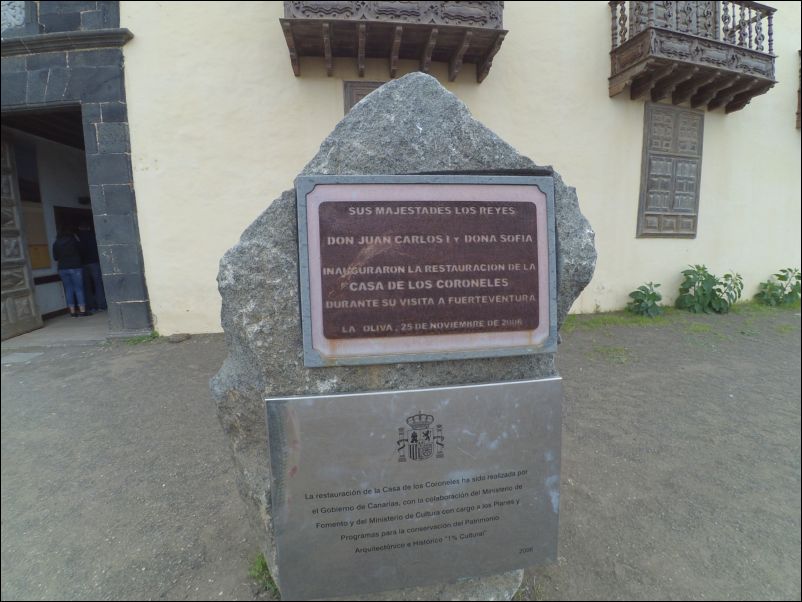 SUS MAJESTADES LOS REYES
DON JUAN CARLOS I Y DOÑA SOFIA
INAUGURARON LA RESTAURACION DE LA
"CASA DE LOS CORONELES
DURANTE SU VISITA A FUERTEVENTURA
LA OLIVA, 25 DE NOVIEMBRE DE 2006
La restauración de la Casa de los Coroneles ha sido realizada por
el Gobierno de Canarias, con la colaboración del Ministerio de
Fomento y del Ministerio de Cultura con cargo a los Planes y
Programas para la conservación del Patrimonio
Arquitectónico e Histórico "1% Cultural"
2006